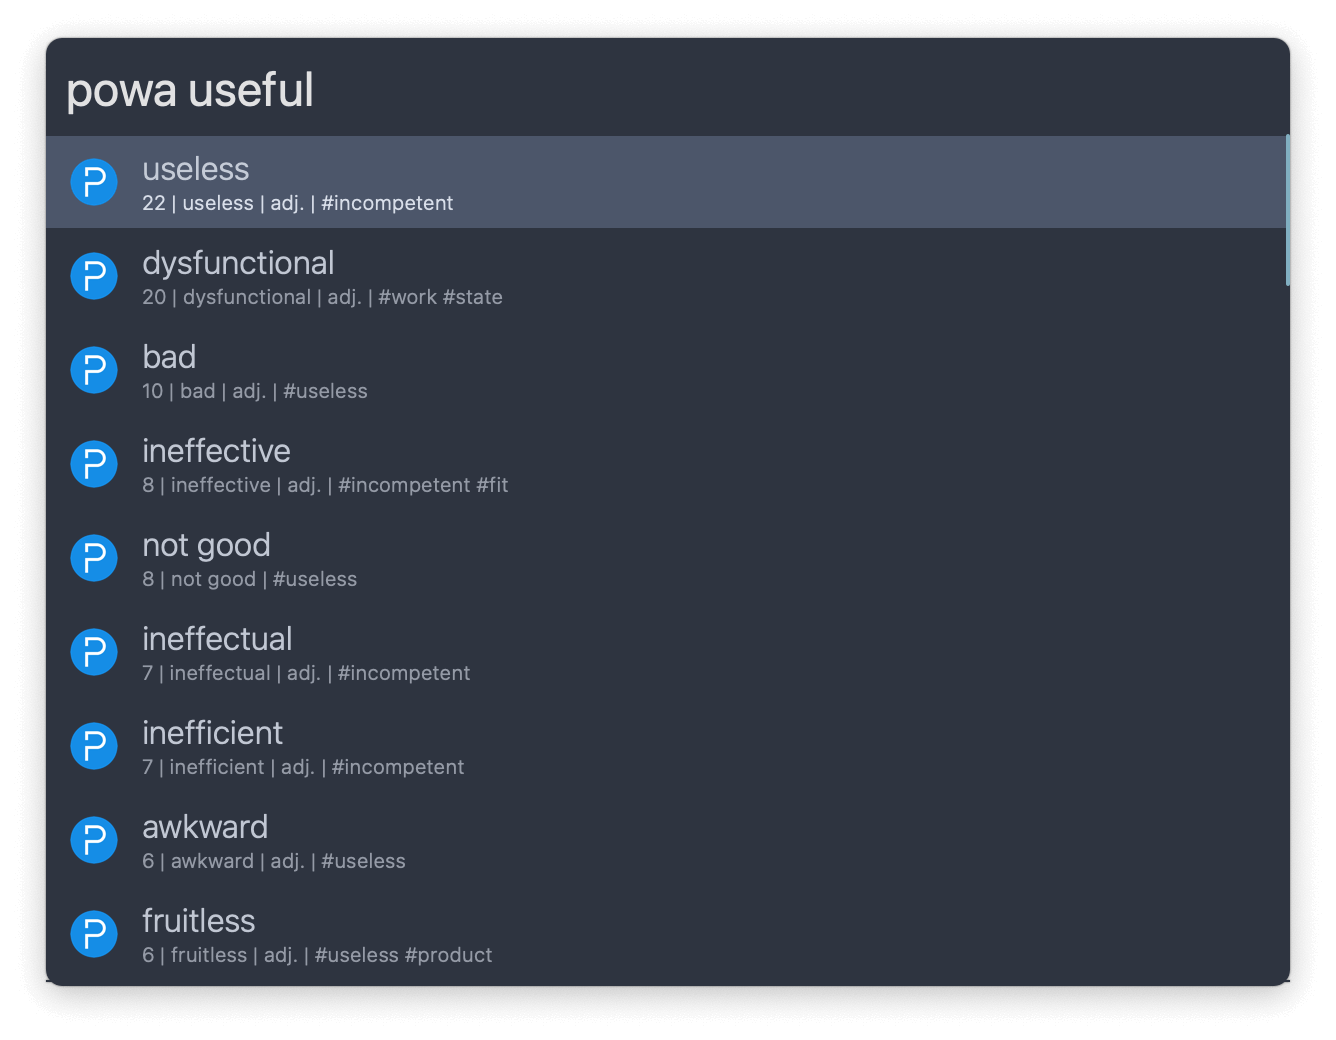 powa useful
useless
22 | useless | adj. | #incompetent
dysfunctional
20 | dysfunctional | adj. | #work #state
bad
10 | bad | adj. | #useless
ineffective
8 | ineffective | adj. | #incompetent #fit
not good
8 | not good | #useless
ineffectual
7 | ineffectual | adj. | #incompetent
inefficient
7 | inefficient | adj. | #incompetent
awkward
6 | awkward | adj. | #useless
fruitless
6 | fruitless | adj. | #useless #product